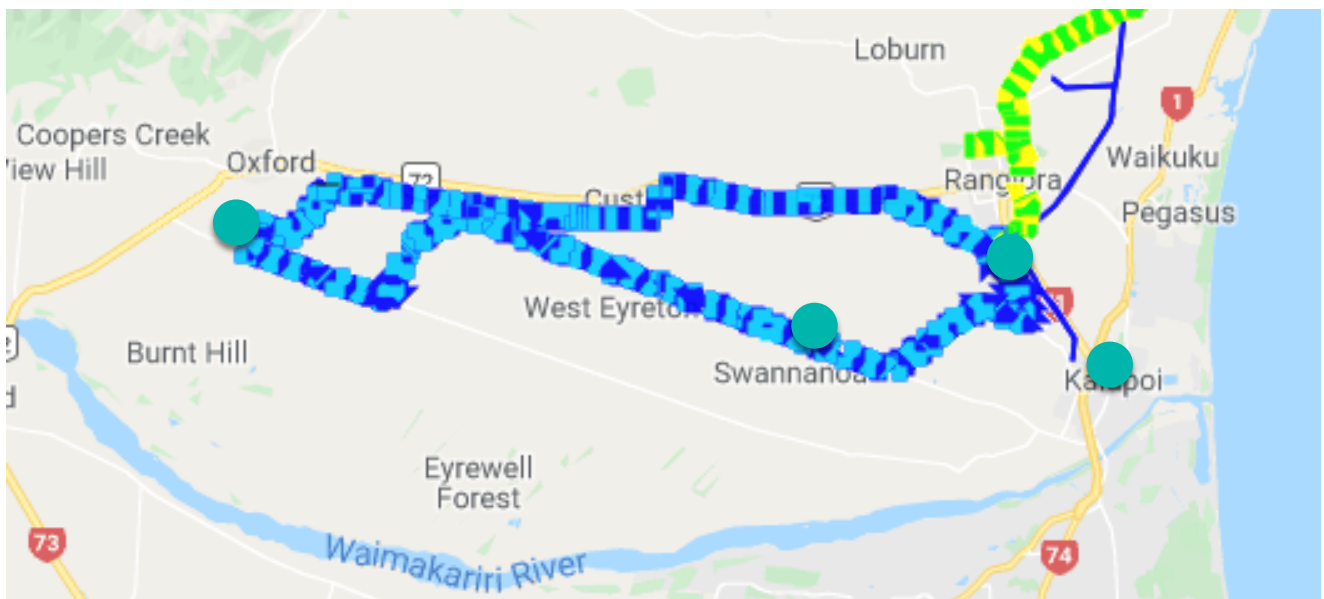 Loburn
1
Coopers Creek
View Hill
Oxford
72
Waikuku
Rangiora
Cust
Pegasus
West Eyreton
Burnt Hill
Swannanoa
Kaiapoi
Eyrewell
Forest
Waimakariri River
73
74